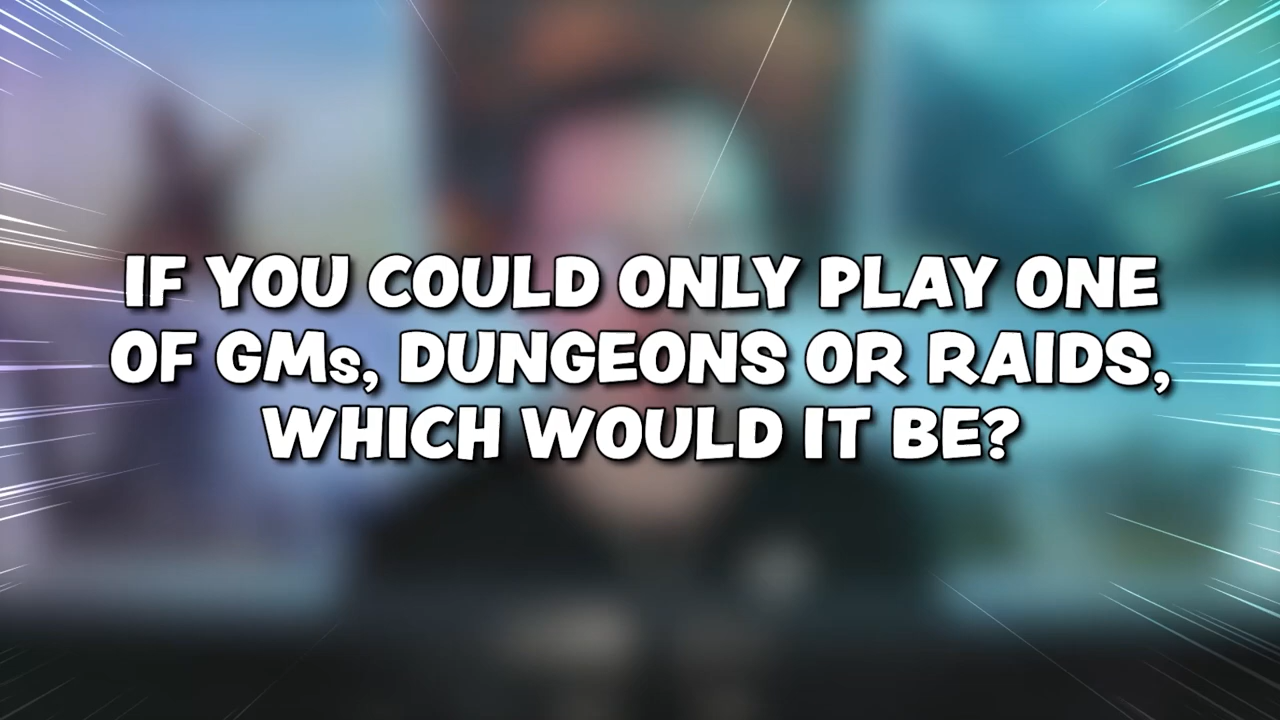 IF YOU COULD ONLY PLAY ONE
OF GMs, DUNGEONS OR RAIDS,
WHICH WOULD IT BE?